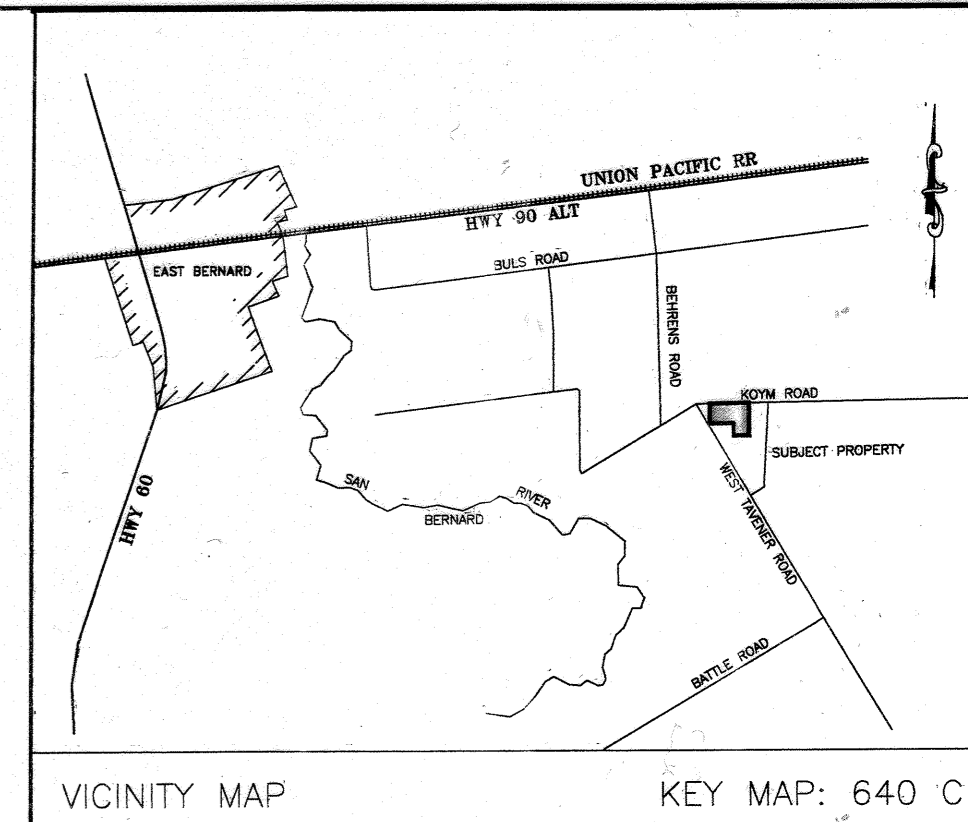 UNION PACIFIC RR
HWY 90 ALT
EAST BERNARD
BULS ROAD
BEHRENS ROAD
KOYM ROAD
SUBJECT PROPERTY
WEST TAVENER ROAD
HWY 60
SAN
BERNARD
RIVER
BATTLE ROAD
VICINITY MAP
KEY MAP: 640 C